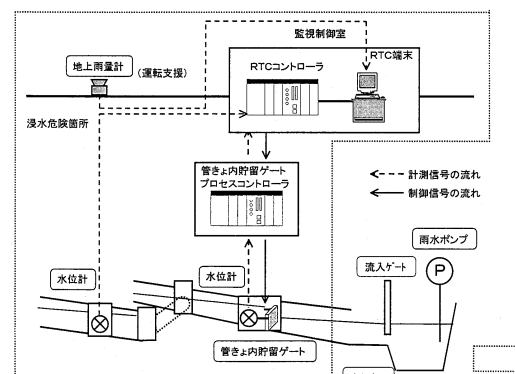 監視制御室
地上雨量計
(運転支援)
RTCコントローラ
RTC端末
浸水危険箇所
管きょ内貯留ゲート
プロセスコントローラ
計測信号の流れ
制御信号の流れ
雨水ポンプ
流入ゲート
P
水位計
水位計
管きょ内貯留ゲート